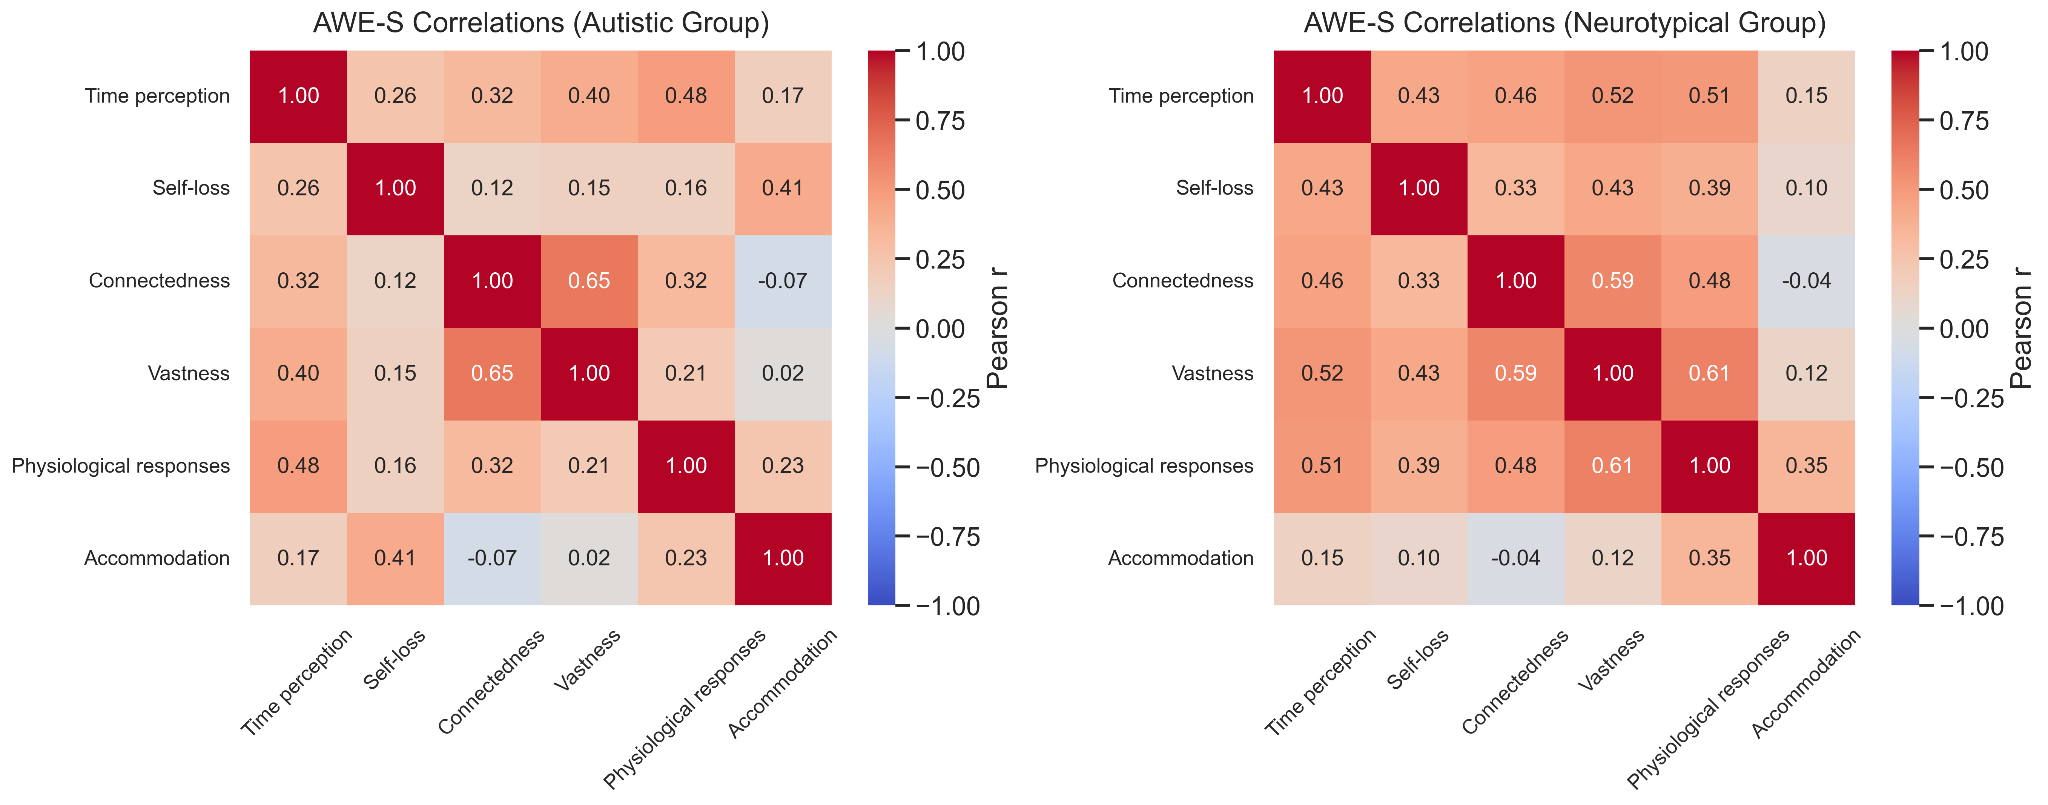 AWE-S Correlations (Autistic Group)
Time perception 1.00 0.26 0.32 0.40 0.48 0.17
Self-loss 0.26 1.00 0.12 0.15 0.16 0.41
Connectedness 0.32 0.12 1.00 0.65 0.32 -0.07
Vastness 0.40 0.15 0.65 1.00 0.21 0.02
Physiological responses 0.48 0.16 0.32 0.21 1.00 0.23
Accommodation 0.17 0.41 -0.07 0.02 0.23 1.00
Time perception
Self-loss
Connectedness
Vastness
Physiological responses
Accommodation
1.00
0.75
0.50
0.25
0.00
−0.25
−0.50
−0.75
−1.00
Pearson r
AWE-S Correlations (Neurotypical Group)
Time perception 1.00 0.43 0.46 0.52 0.51 0.15
Self-loss 0.43 1.00 0.33 0.43 0.39 0.10
Connectedness 0.46 0.33 1.00 0.59 0.48 -0.04
Vastness 0.52 0.43 0.59 1.00 0.61 0.12
Physiological responses 0.51 0.39 0.48 0.61 1.00 0.35
Accommodation 0.15 0.10 -0.04 0.12 0.35 1.00
Time perception
Self-loss
Connectedness
Vastness
Physiological responses
Accommodation
1.00
0.75
0.50
0.25
0.00
−0.25
−0.50
−0.75
−1.00
Pearson r